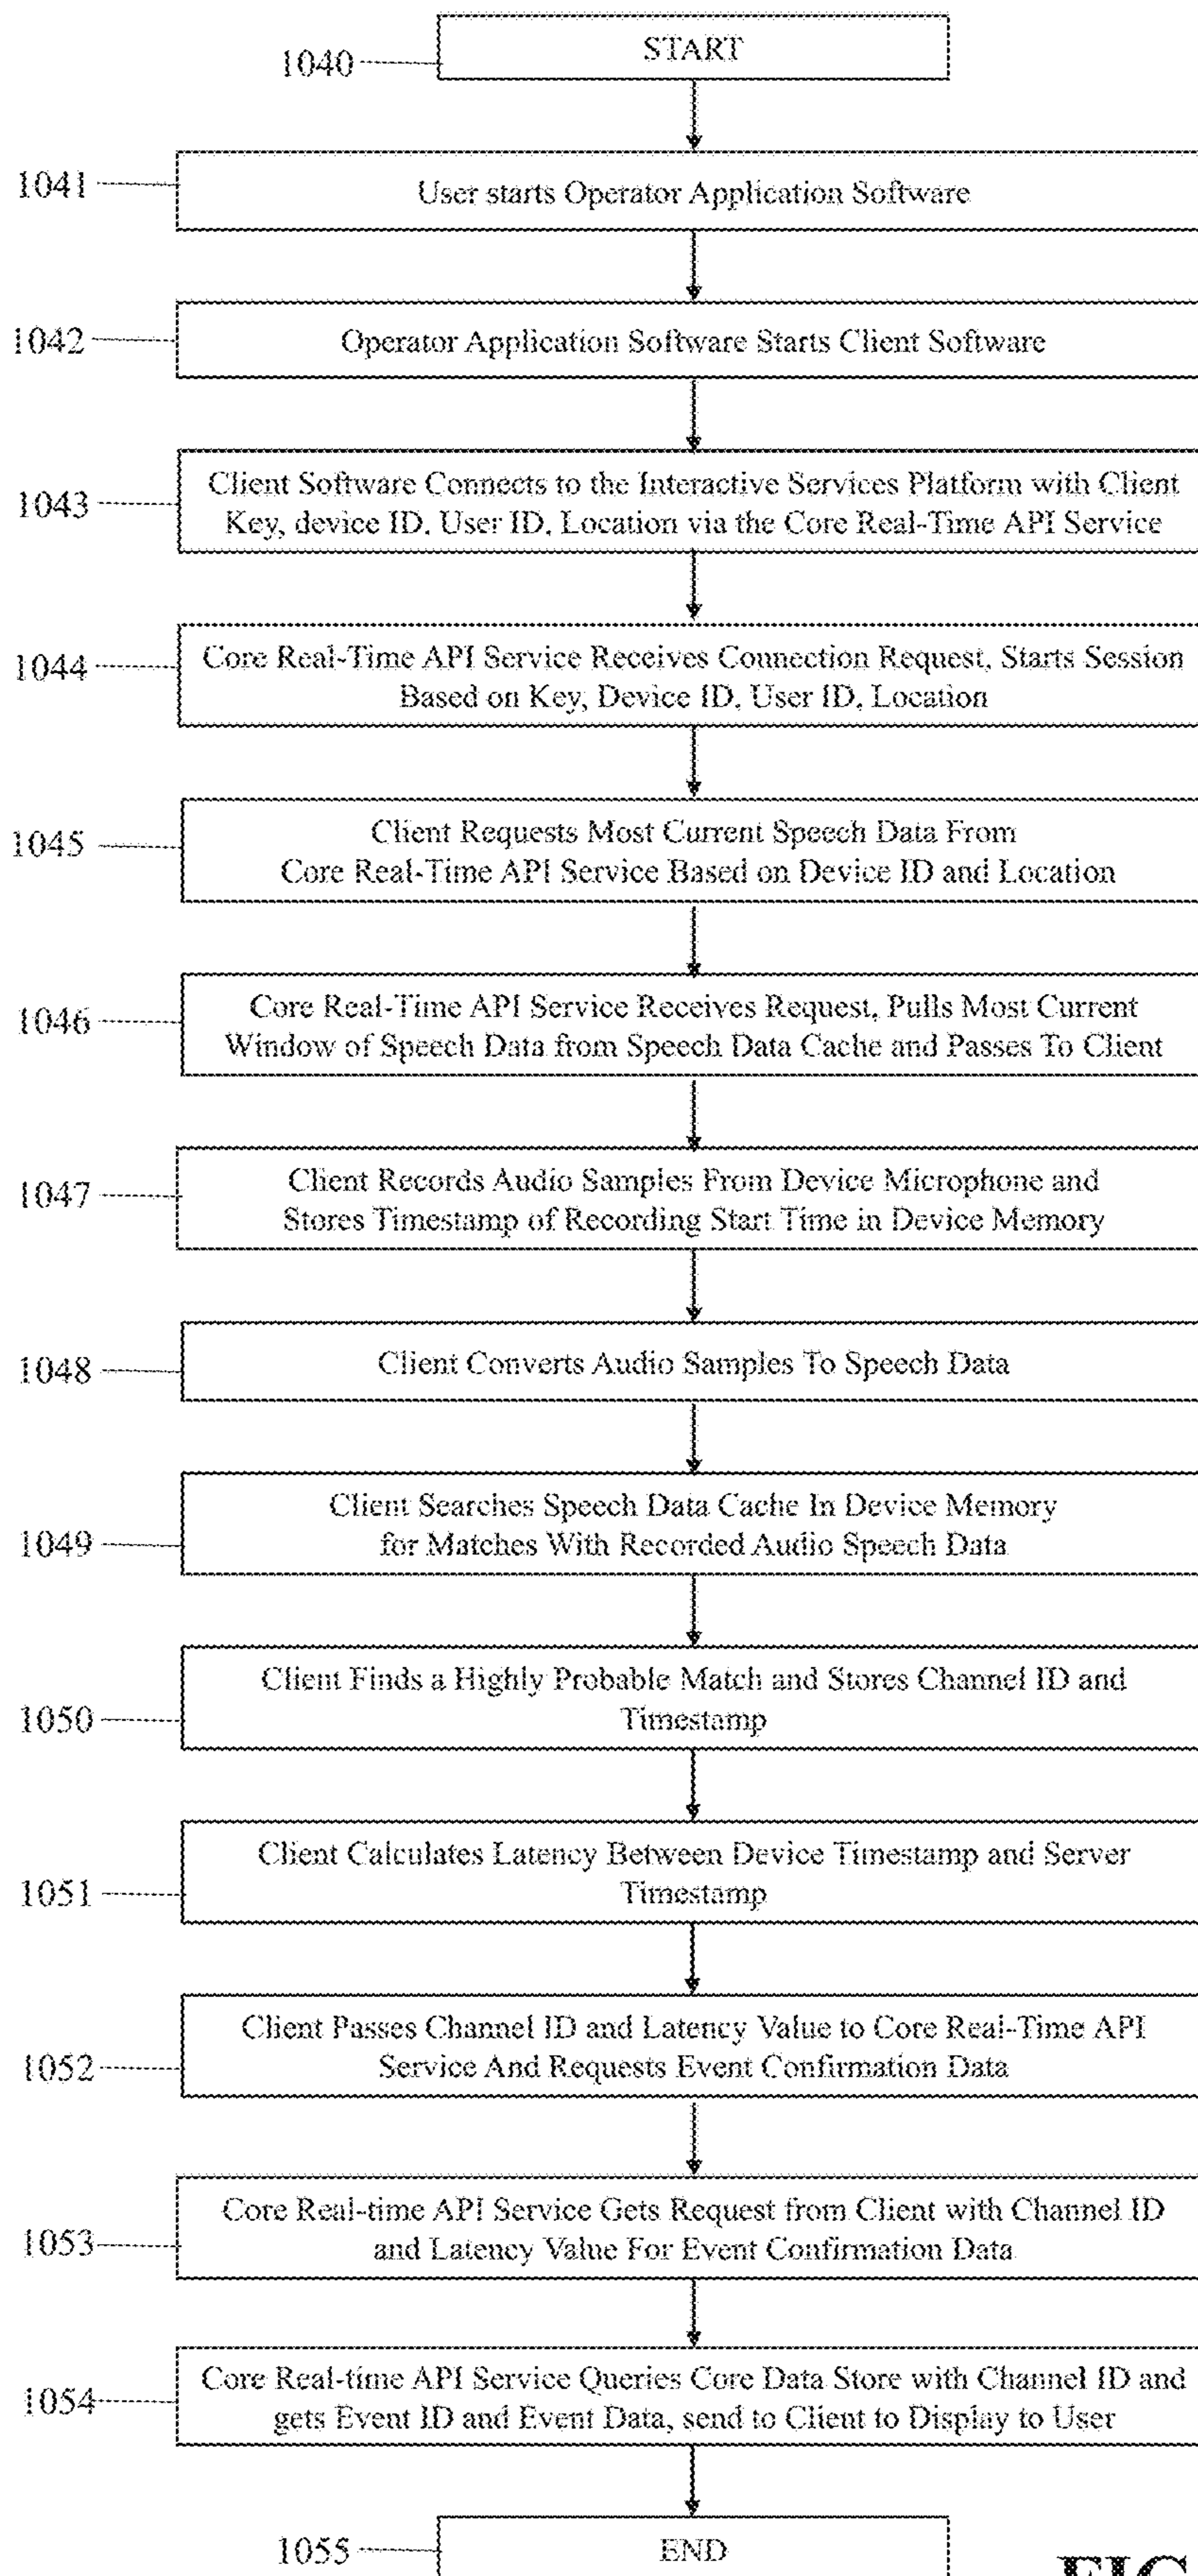 START
1040
1041
User starts Operator Application Software
1042
Operator Application Software Starts Client Software
1043
Client Software Connects to the Interactive Services Platform with Client
Key, device ID, User ID, Location via the Core Real-Time API Service
1044
Core Real-Time API Service Receives Connection Request, Starts Session
Based on Key, Device ID, User ID, Location
1045
Client Requests Most Current Speech Data From
Core Real-Time API Service Based on Device ID and Location
1046
Core Real-Time API Service Receives Request, Pulls Most Current
Window of Speech Data from Speech Data Cache and Passes To Client
1047
Client Records Audio Samples From Device Microphone and
Stores Timestamp of Recording Start Time in Device Memory
1048
Client Converts Audio Samples To Speech Data
1049
Client Searches Speech Data Cache In Device Memory
for Matches With Recorded Audio Speech Data
1050
Client Finds a Highly Probable Match and Stores Channel ID and
Timestamp
1051
Client Calculates Latency Between Device Timestamp and Server
Timestamp
1052
Client Passes Channel ID and Latency Value to Core Real-Time API
Service And Requests Event Confirmation Data
1053
Core Real-time API Service Gets Request from Client with Channel ID
and Latency Value For Event Confirmation Data
1054
Core Real-time API Service Queries Core Data Store with Channel ID and
gets Event ID and Event Data, send to Client to Display to User
1055
END